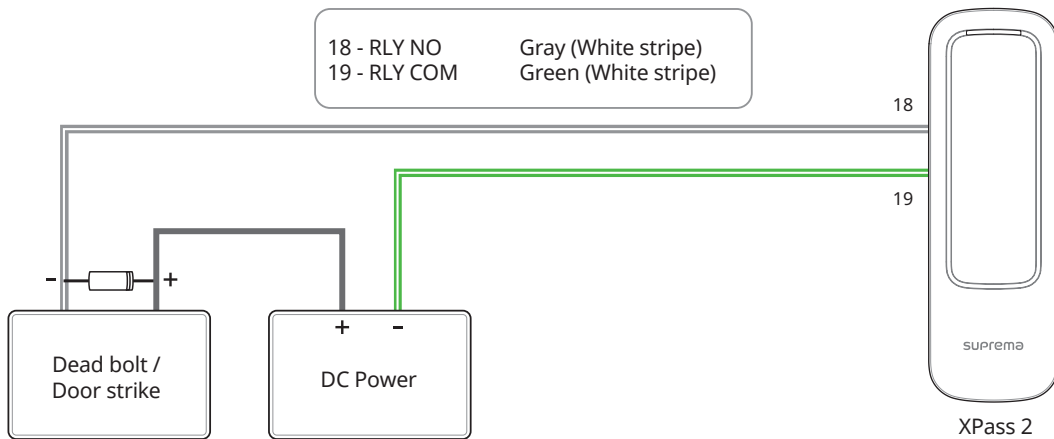 18 - RLY NO Gray (White stripe)
19 - RLY COM Green (White stripe)
18
19
- +
+ -
Dead bolt /
Door strike
DC Power
suprema
XPass 2